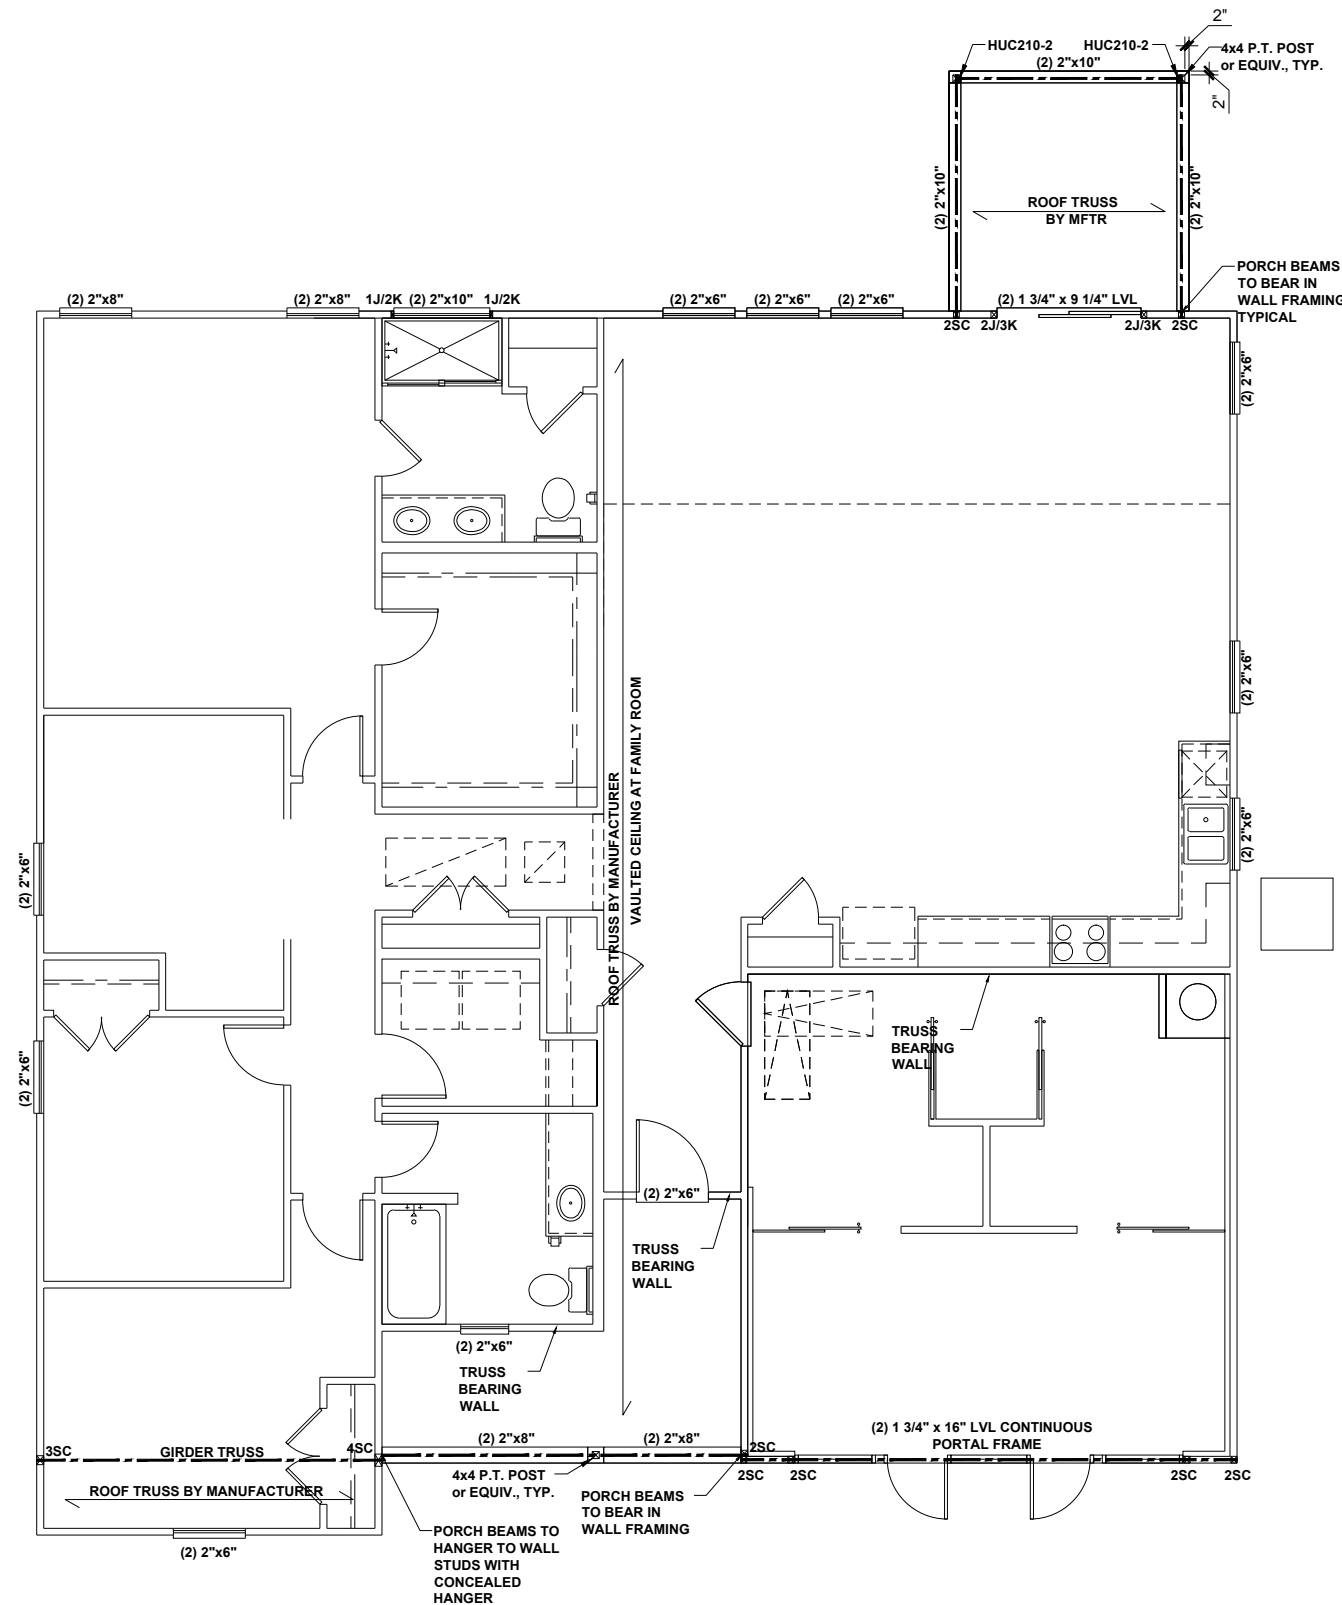 2"
HUC210-2
HUC210-2
4x4 P.T. POST
or EQUIV., TYP.
(2) 2"x10"
2"
(2) 2"x10"
(2) 2"x10"
ROOF TRUSS
BY MFTR
PORCH BEAMS
TO BEAR IN
WALL FRAMING
TYPICAL
(2) 2"x8"
(2) 2"x8"
1J/2K
(2) 2"x10"
1J/2K
(2) 2"x6"
(2) 2"x6"
(2) 2"x6"
(2) 1 3/4" x 9 1/4" LVL
2SC
2J/3K
2J/3K
2SC
(2) 2"x6"
(2) 2"x6"
(2) 2"x6"
(2) 2"x6"
(2) 2"x6"
ROOF TRUSS BY MANUFACTURER
VAULTED CEILING AT FAMILY ROOM
TRUSS
BEARING
WALL
(2) 2"x6"
TRUSS
BEARING
WALL
(2) 2"x6"
TRUSS
BEARING
WALL
(2) 1 3/4" x 16" LVL CONTINUOUS
PORTAL FRAME
3SC
GIRDER TRUSS
4SC
(2) 2"x8"
(2) 2"x8"
2SC
2SC
2SC
2SC
2SC
4x4 P.T. POST
or EQUIV., TYP.
ROOF TRUSS BY MANUFACTURER
PORCH BEAMS
TO BEAR IN
WALL FRAMING
(2) 2"x6"
PORCH BEAMS TO
HANGER TO WALL
STUDS WITH
CONCEALED
HANGER